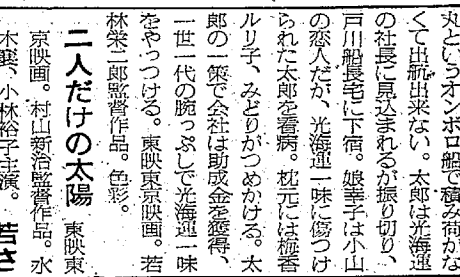 丸というオンボロ船で積み荷がな
くて出航出来ない。太郎は光海運
の社長に見込まれるが振り切り、
戸川船長宅に下宿。娘幸子は小山
の恋人だが、光海運一味に傷つけ
られた太郎を看病。枕元には梅香
ルリ子、みどりがつめかける。太
郎の一策で会社は助成金を獲得、
一世一代の腕っぷしで光海運一味
をやっつける。東映東京映画。若
林栄二郎監督作品。色彩。
二人だけの太陽 東映東
京映画。村山新治監督作品。水
木襄、小林裕子主演。 若さ